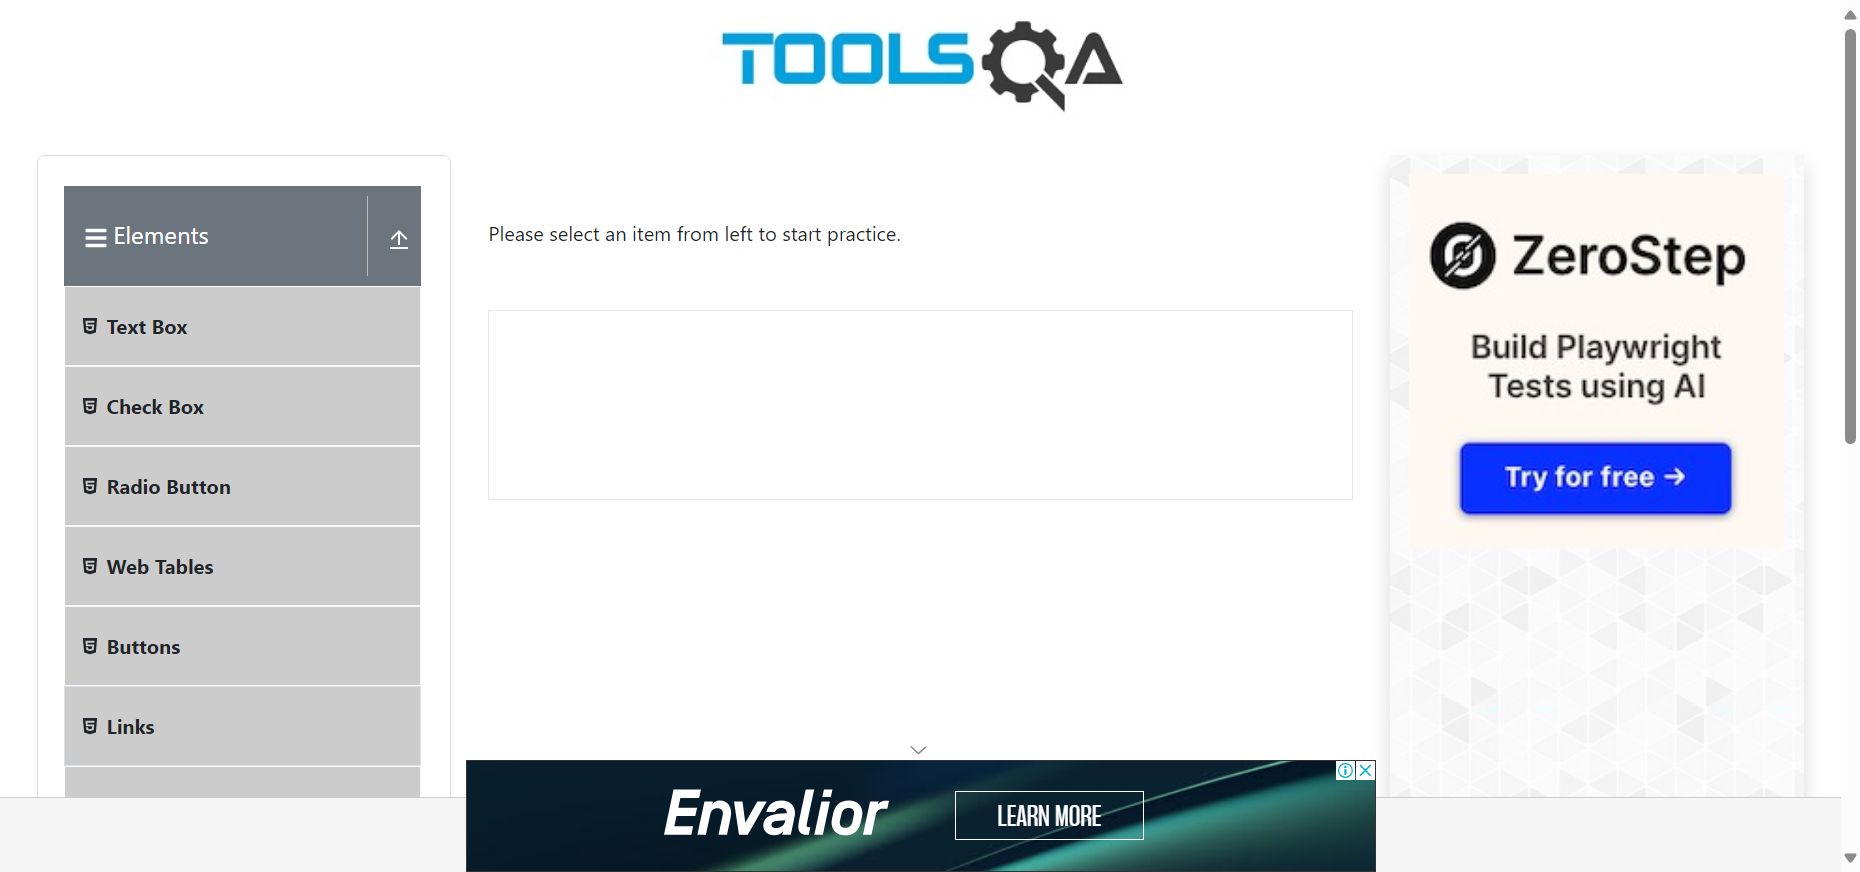 TOOLSQA
Elements
Text Box
Check Box
Radio Button
Web Tables
Buttons
Links
Please select an item from left to start practice.
ZeroStep
Build Playwright
Tests using AI
Try for free →
Envalior
LEARN MORE